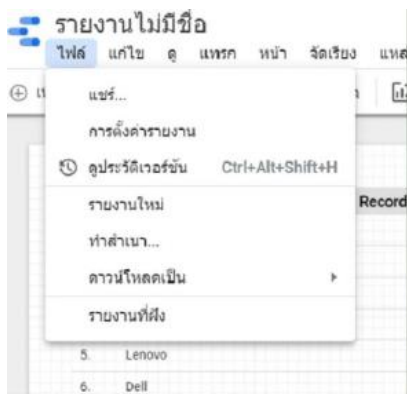 รายงานไม่มีชื่อ
ไฟล์ แก้ไข ดู แทรก หน้า จัดเรียง
แชร์...
การตั้งค่ารายงาน
ดูประวัติเวอร์ชัน Ctrl+Alt+Shift+H
รายงานใหม่
Record
ทำสำเนา...
ดาวน์โหลดเป็น
รายงานที่ฝัง
5. Lenovo
6. Dell